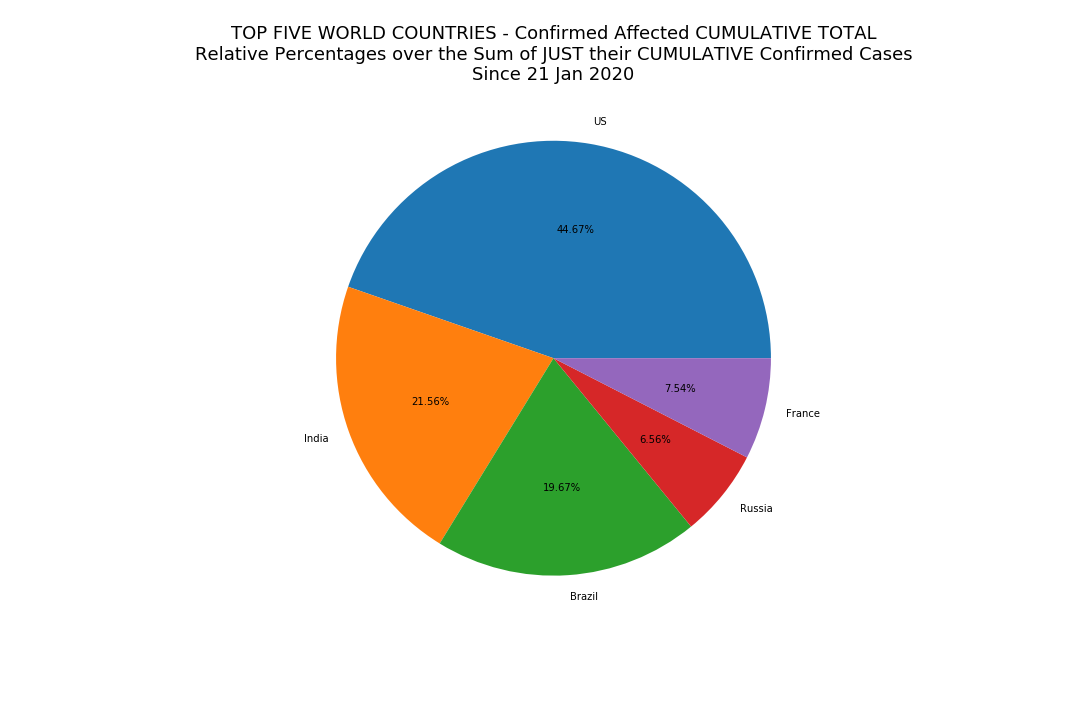 TOP FIVE WORLD COUNTRIES - Confirmed Affected CUMULATIVE TOTAL
Relative Percentages over the Sum of JUST their CUMULATIVE Confirmed Cases
Since 21 Jan 2020
US
44.67%
7.54%
21.56%
France
India
6.56%
19.67%
Russia
Brazil